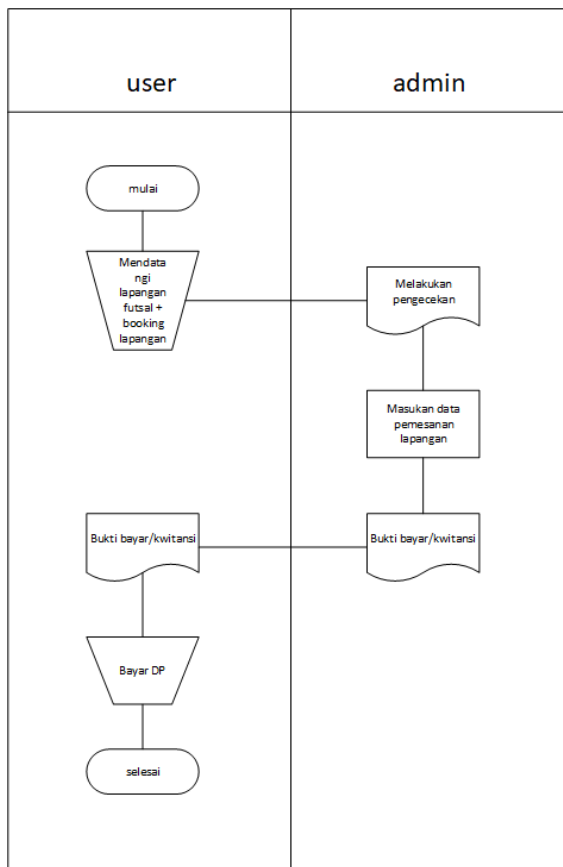 user
admin
mulai
Mendata
ngi
lapangan
futsal +
booking
lapangan
Melakukan
pengecekan
Masukan data
pemesanan
lapangan
Bukti bayar/kwitansi
Bukti bayar/kwitansi
Bayar DP
selesai